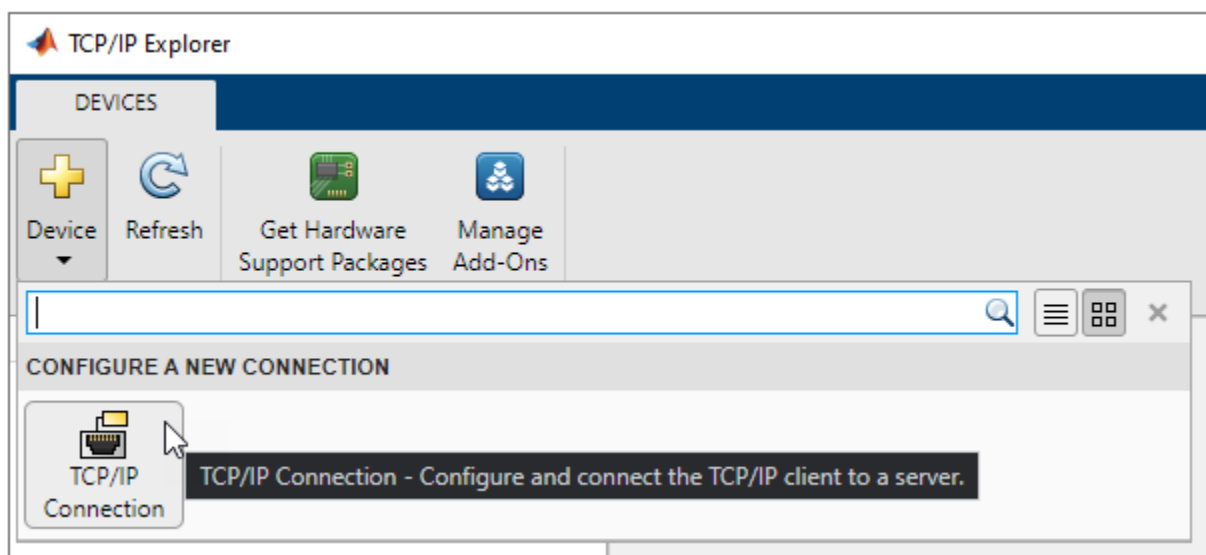 TCP/IP Explorer
DEVICES
Device
Refresh
Get Hardware
Support Packages
Manage
Add-Ons
CONFIGURE A NEW CONNECTION
TCP/IP
Connection
TCP/IP Connection - Configure and connect the TCP/IP client to a server.